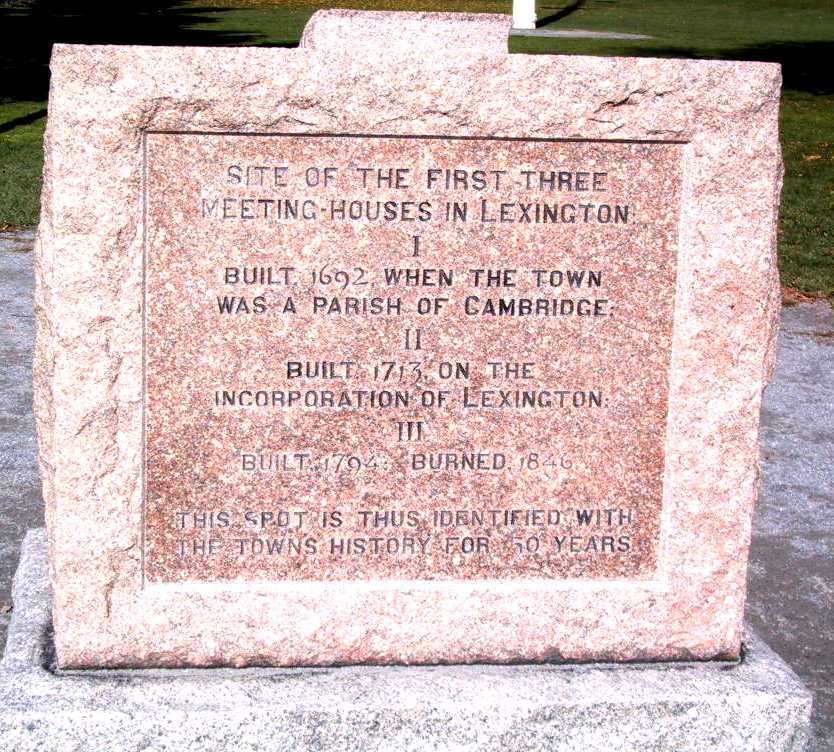 SITE OF THE FIRST THREE
MEETING-HOUSES IN LEXINGTON.
I
BUILT, 1692, WHEN THE TOWN
WAS A PARISH OF CAMBRIDGE;
II
BUILT, 1713, ON THE
INCORPORATION OF LEXINGTON;
III
BUILT, 1794; BURNED, 1846.
THIS SPOT IS THUS IDENTIFIED WITH
THE TOWNS HISTORY FOR 150 YEARS.